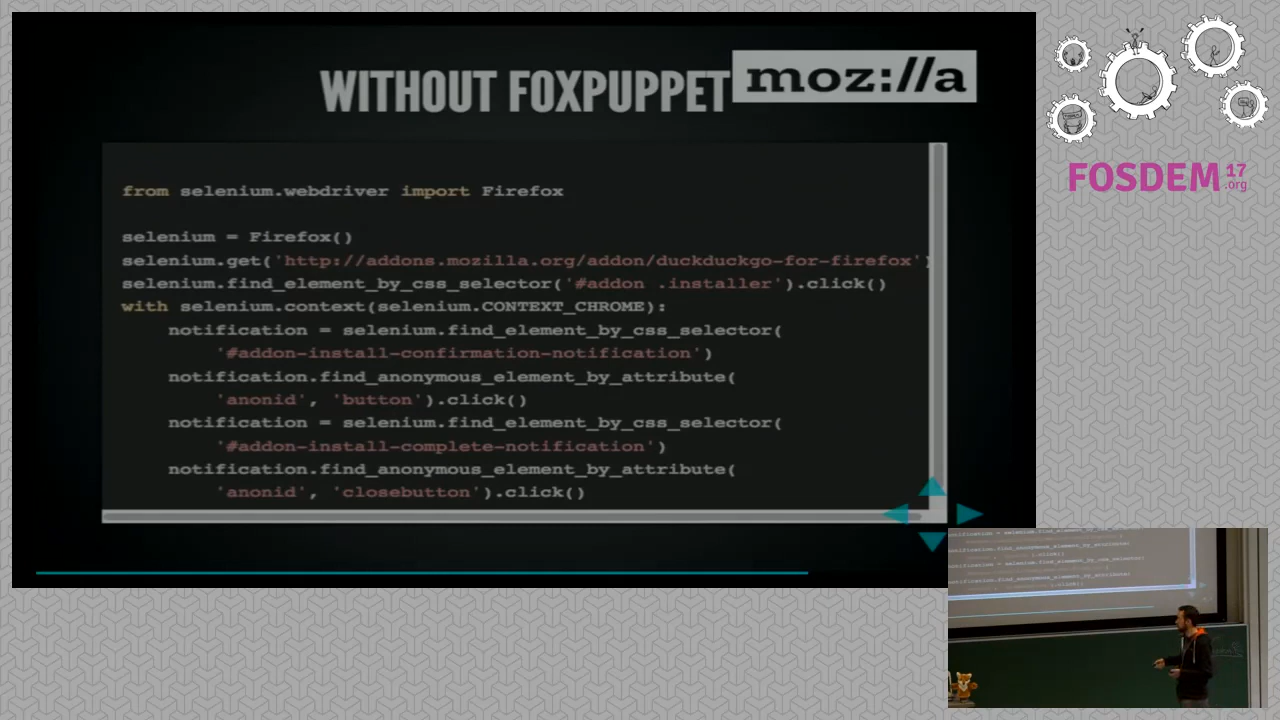 WITHOUT FOXPUPPET
moz://a
from selenium.webdriver import Firefox
selenium = Firefox()
selenium.get('http://addons.mozilla.org/addon/duckduckgo-for-firefox')
selenium.find_element_by_css_selector('#addon .installer').click()
with selenium.context(selenium.CONTEXT_CHROME):
notification = selenium.find_element_by_css_selector(
'#addon-install-confirmation-notification')
notification.find_anonymous_element_by_attribute(
'anonid', 'button').click()
notification = selenium.find_element_by_css_selector(
'#addon-install-complete-notification')
notification.find_anonymous_element_by_attribute(
'anonid', 'closebutton').click()
FOSDEM 17
.org